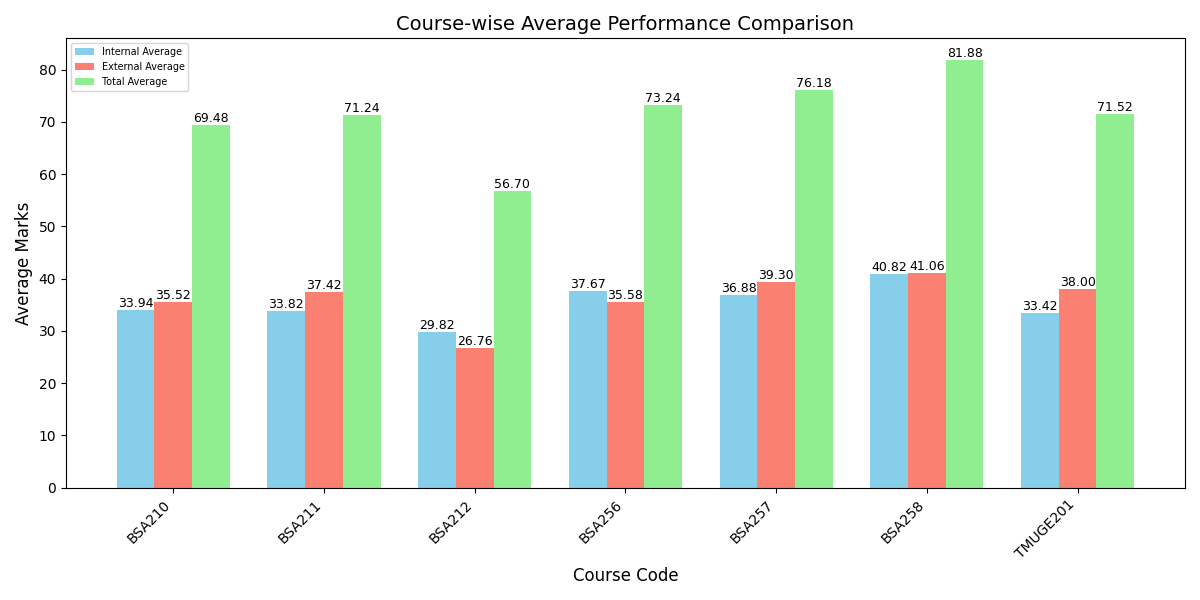 Course-wise Average Performance Comparison
Internal Average
External Average
Total Average
Average Marks
80
70
60
50
40
30
20
10
0
33.94 35.52 69.48
33.82 37.42 71.24
29.82 26.76 56.70
37.67 35.58 73.24
36.88 39.30 76.18
40.82 41.06 81.88
33.42 38.00 71.52
BSA210
BSA211
BSA212
BSA256
BSA257
BSA258
TMUGE201
Course Code